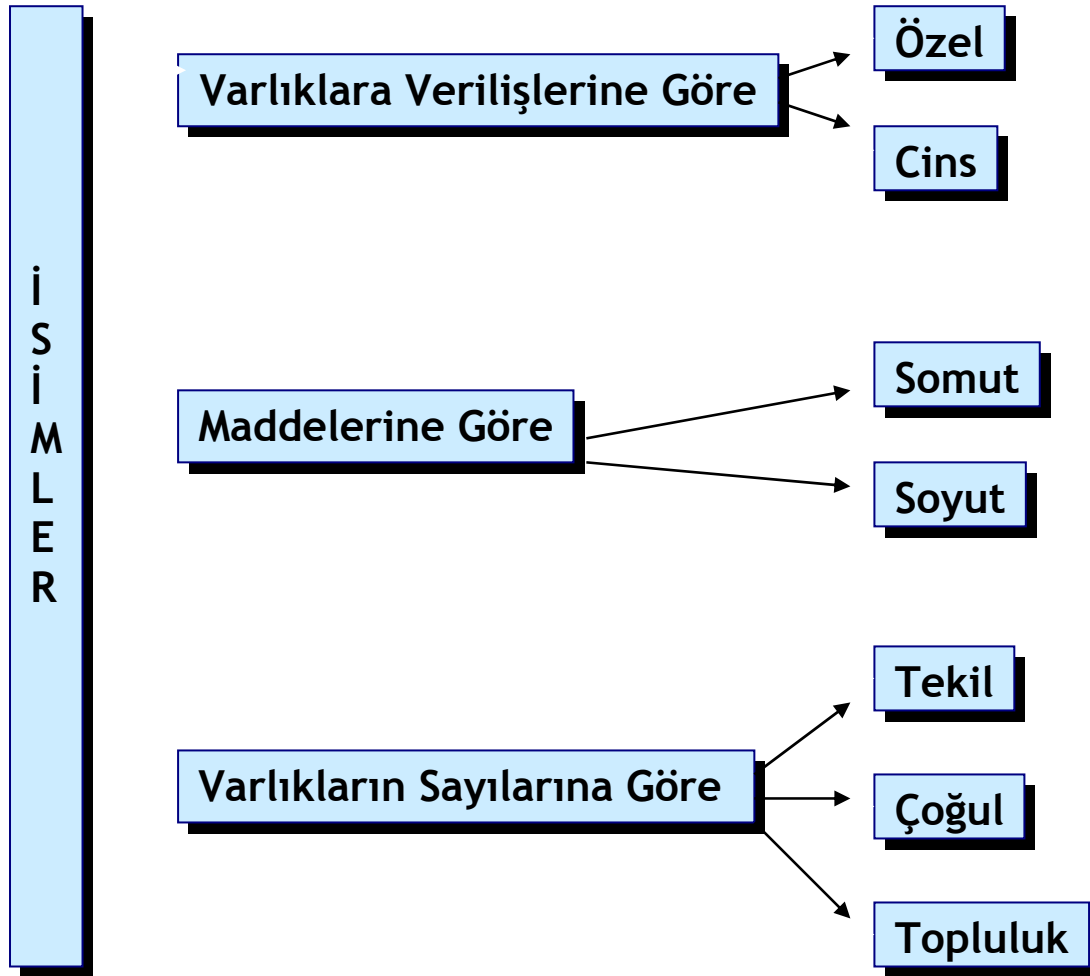 İ
S
İ
M
L
E
R
Varlıklara Verilişlerine Göre
Özel
Cins
Maddelerine Göre
Somut
Soyut
Varlıkların Sayılarına Göre
Tekil
Çoğul
Topluluk